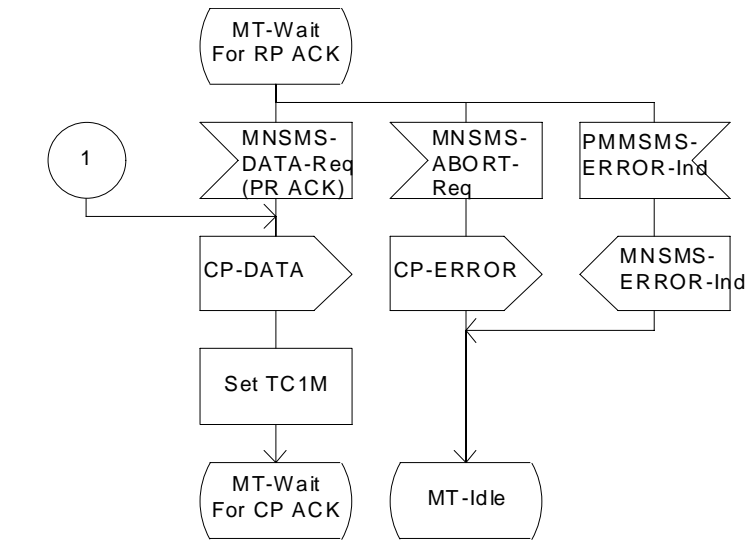 MT-Wait
For RP ACK
1
MNSMS-
DATA-Req
(PR ACK)
MNSMS-
ABORT-
Req
PMMSMS-
ERROR-Ind
CP-DATA
CP-ERROR
MNSMS-
ERROR-Ind
Set TC1M
MT-Wait
For CP ACK
MT-Idle